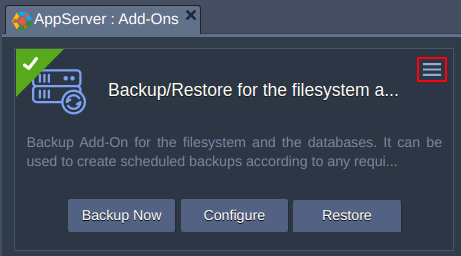 AppServer : Add-Ons
Backup/Restore for the filesystem a...
Backup Add-On for the filesystem and the databases. It can be
used to create scheduled backups according to any requi...
Backup Now Configure Restore